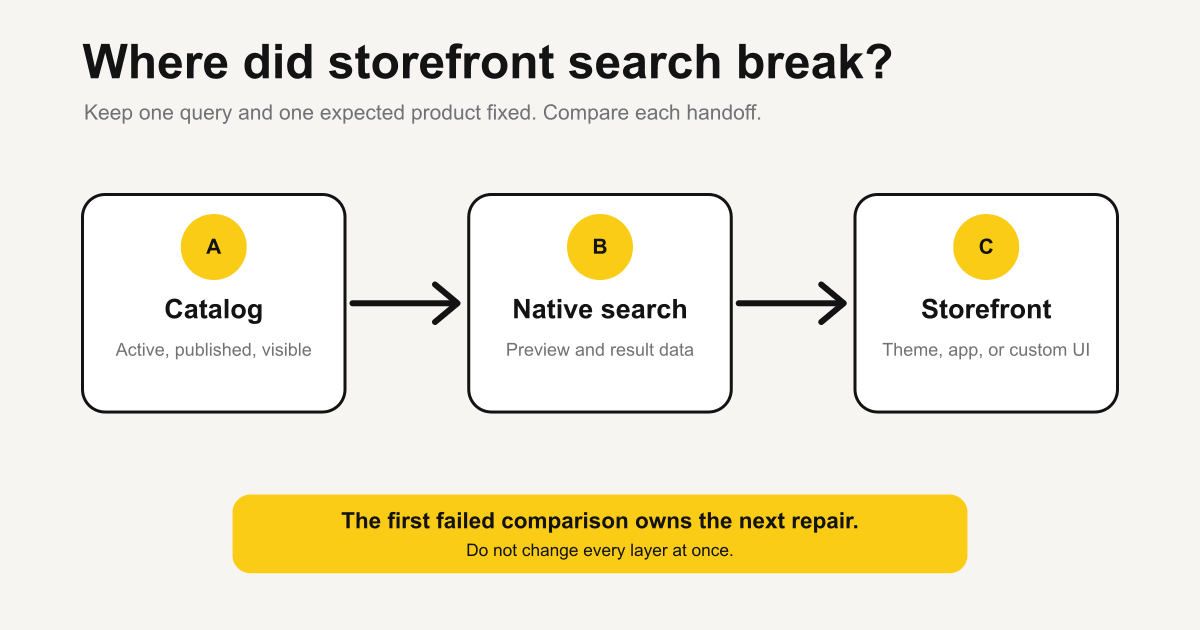 Where did storefront search break?
Keep one query and one expected product fixed. Compare each handoff.
A
Catalog
Active, published, visible
B
Native search
Preview and result data
C
Storefront
Theme, app, or custom UI
The first failed comparison owns the next repair.
Do not change every layer at once.